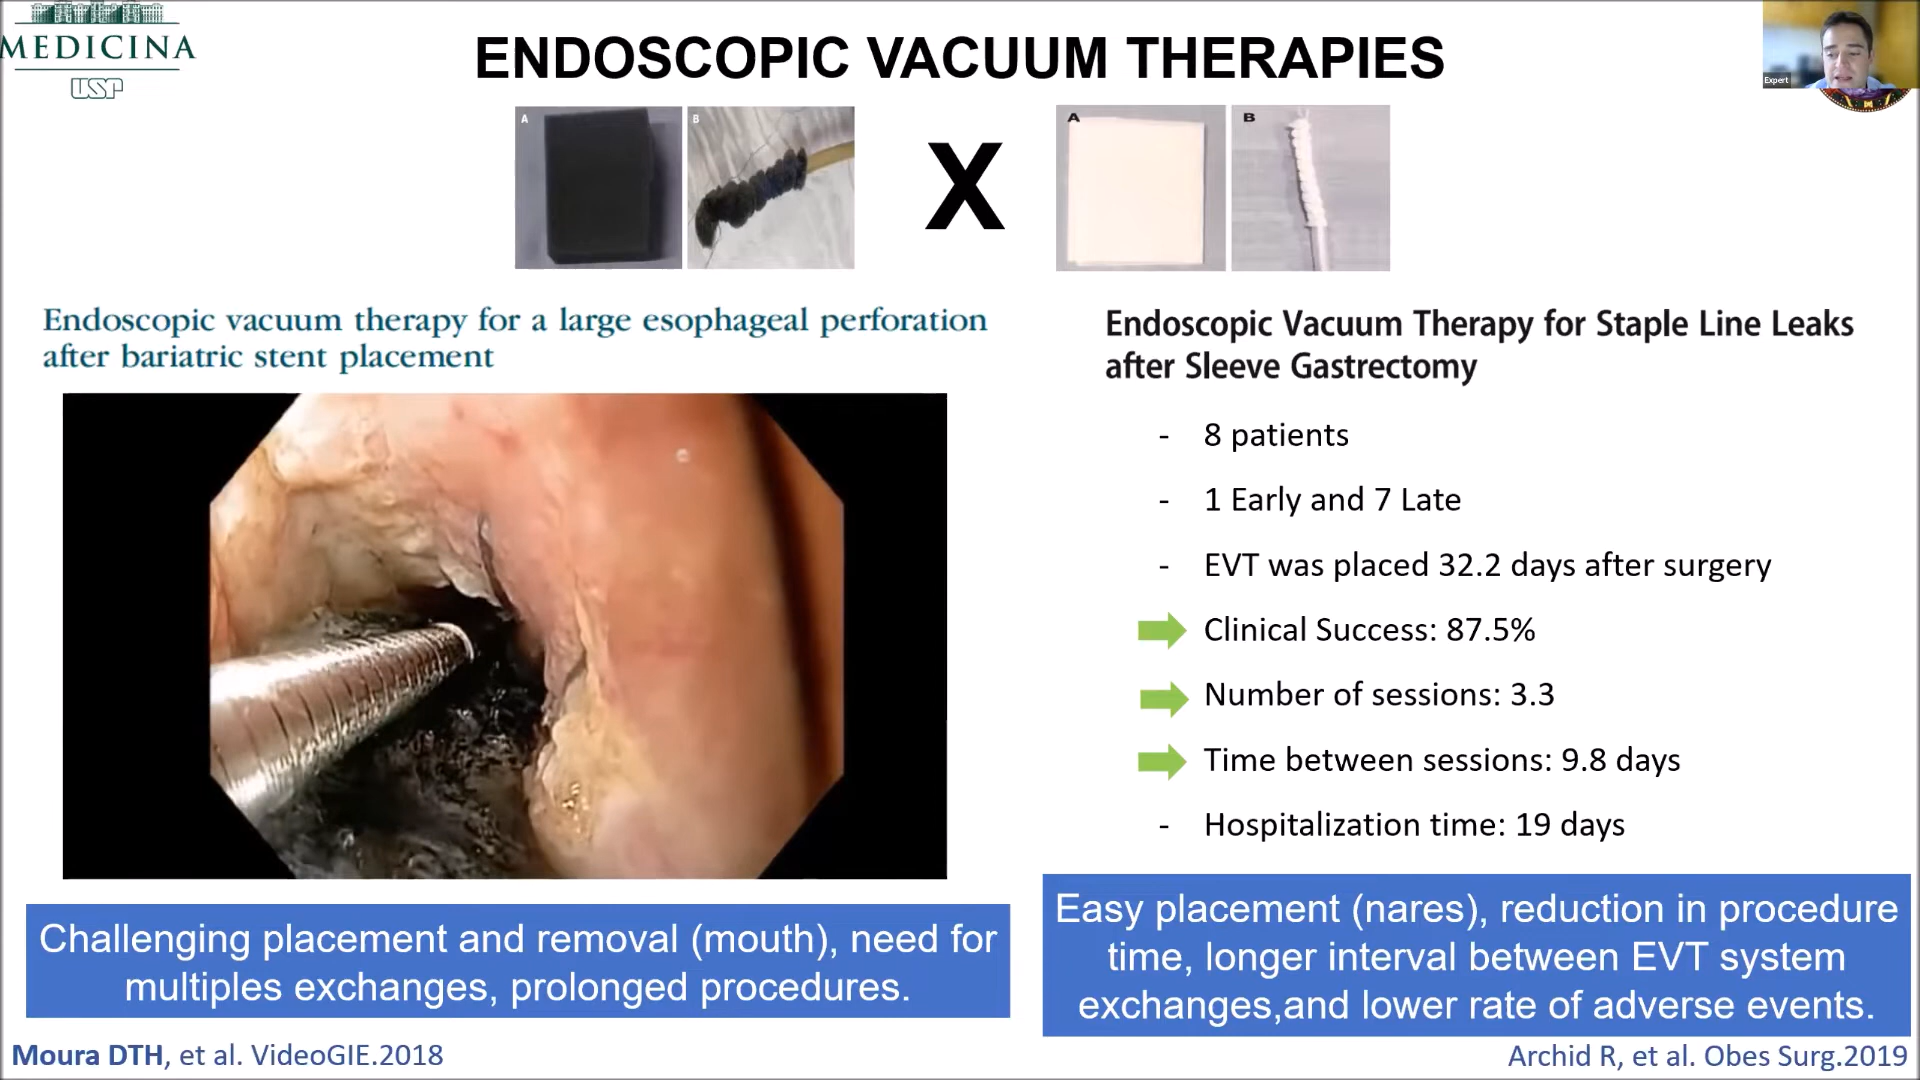 MEDICINA
USP
ENDOSCOPIC VACUUM THERAPIES
Expert
A
B
X
A
B
Endoscopic vacuum therapy for a large esophageal perforation
after bariatric stent placement
Endoscopic Vacuum Therapy for Staple Line Leaks
after Sleeve Gastrectomy
- 8 patients
- 1 Early and 7 Late
- EVT was placed 32.2 days after surgery
Clinical Success: 87.5%
Number of sessions: 3.3
Time between sessions: 9.8 days
- Hospitalization time: 19 days
Challenging placement and removal (mouth), need for
multiples exchanges, prolonged procedures.
Easy placement (nares), reduction in procedure
time, longer interval between EVT system
exchanges,and lower rate of adverse events.
Moura DTH, et al. VideoGIE.2018
Archid R, et al. Obes Surg.2019